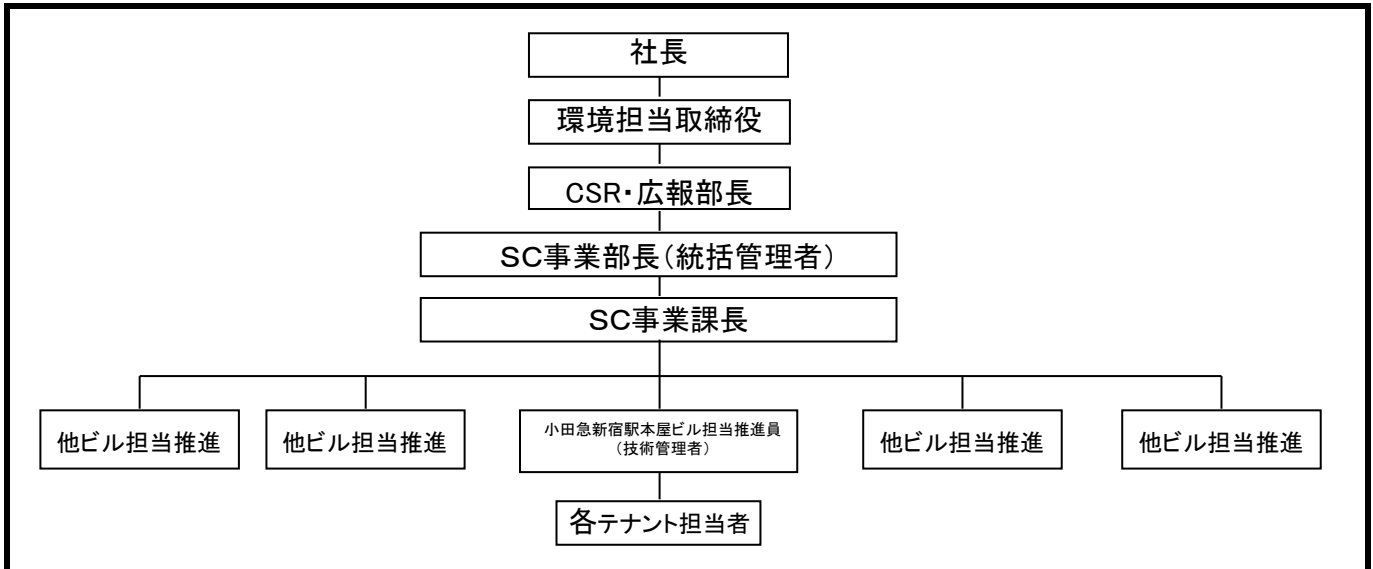 社長
環境担当取締役
CSR・広報部長
SC事業部長（統括管理者）
SC事業課長
他ビル担当推進
他ビル担当推進
小田急新宿駅本屋ビル担当推進員
（技術管理者）
他ビル担当推進
他ビル担当推進
各テナント担当者